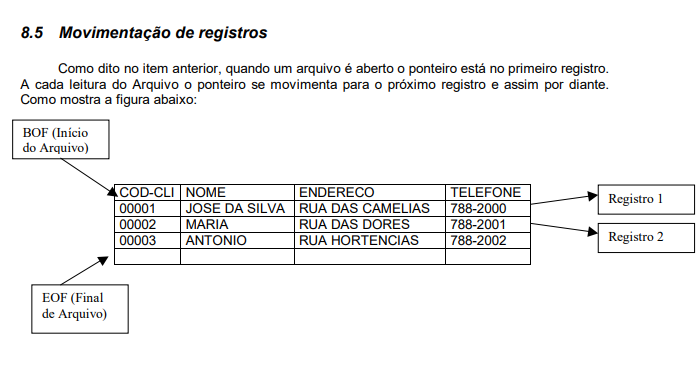 8.5 Movimentação de registros
Como dito no item anterior, quando um arquivo é aberto o ponteiro está no primeiro registro.
A cada leitura do Arquivo o ponteiro se movimenta para o próximo registro e assim por diante.
Como mostra a figura abaixo:
BOF (Início
do Arquivo)
COD-CLI NOME ENDERECO TELEFONE
00001 JOSE DA SILVA RUA DAS CAMELIAS 788-2000
00002 MARIA RUA DAS DORES 788-2001
00003 ANTONIO RUA HORTENCIAS 788-2002
Registro 1
Registro 2
EOF (Final
de Arquivo)